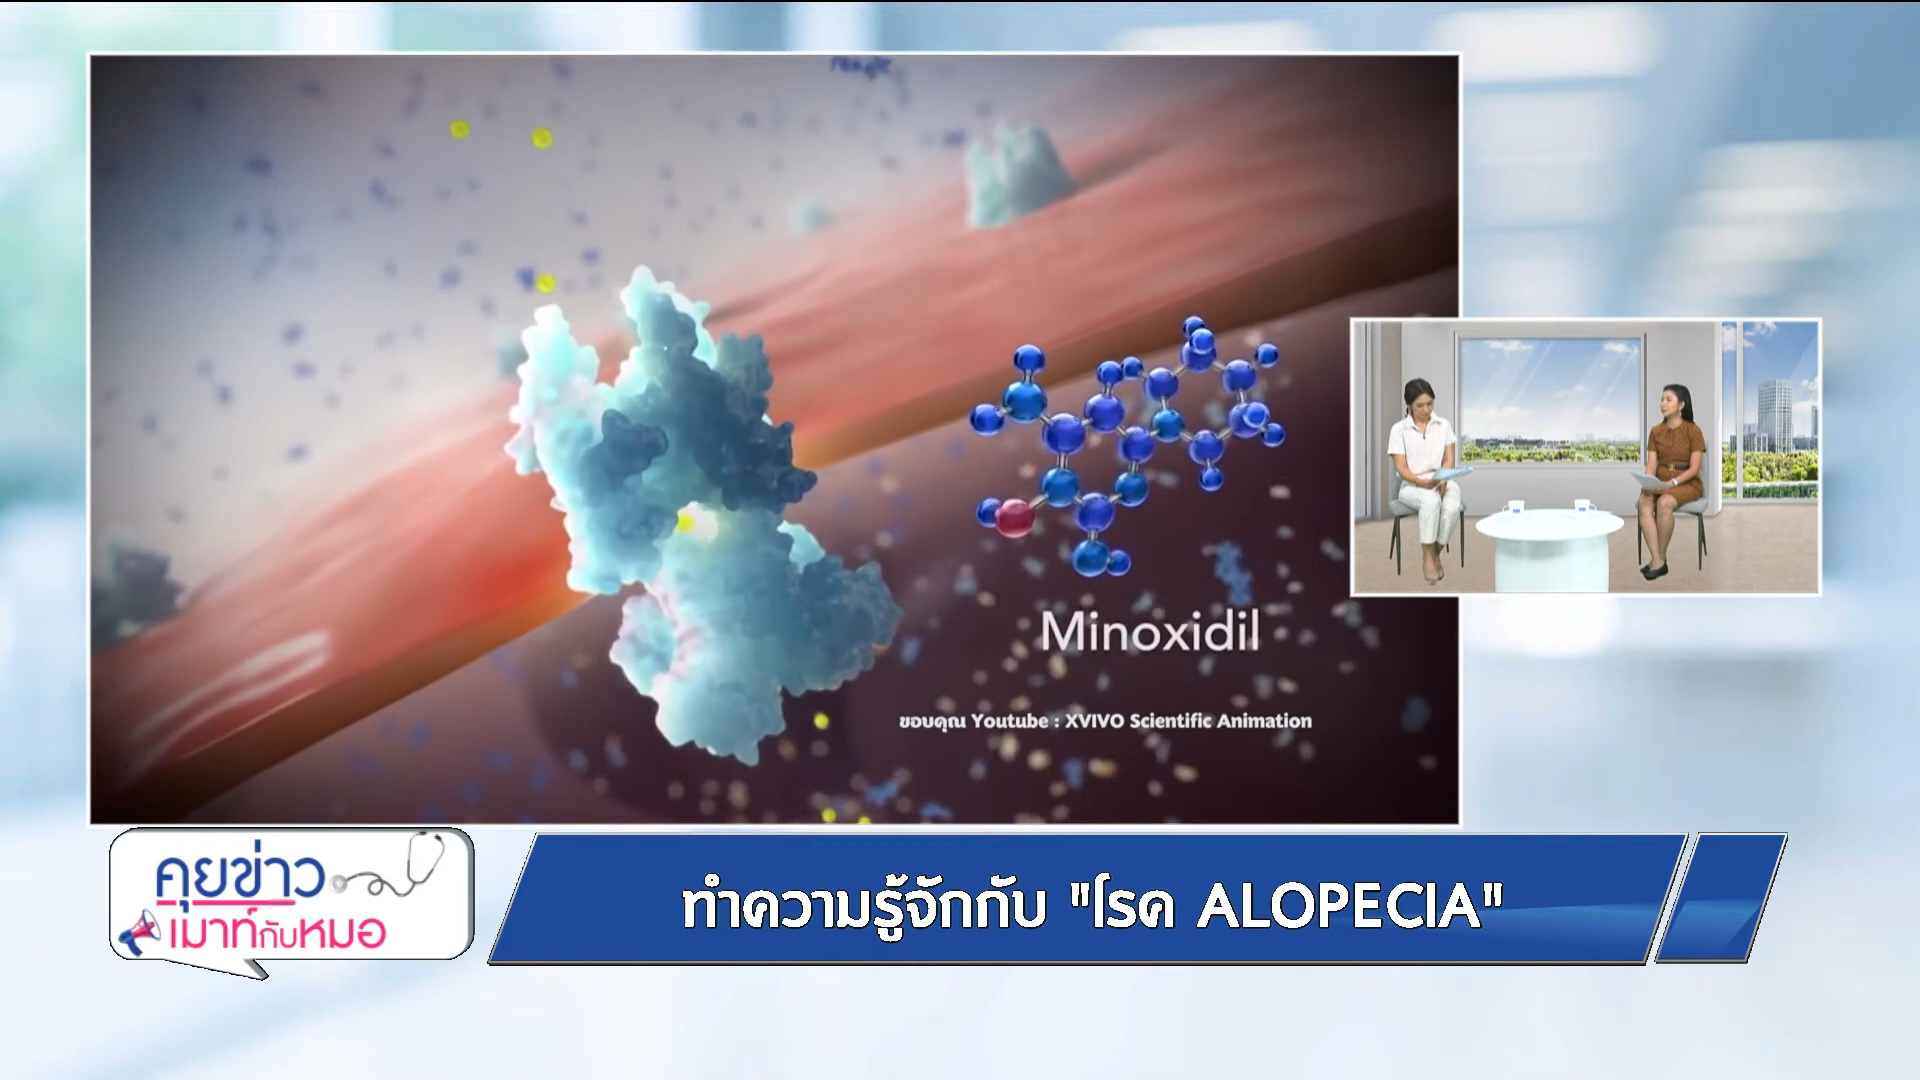 Minoxidil
ขอบคุณ Youtube : XVIVO Scientific Animation
คุยข่าว
เมาท์กับหมอ
ทำความรู้จักกับ "โรค ALOPECIA"